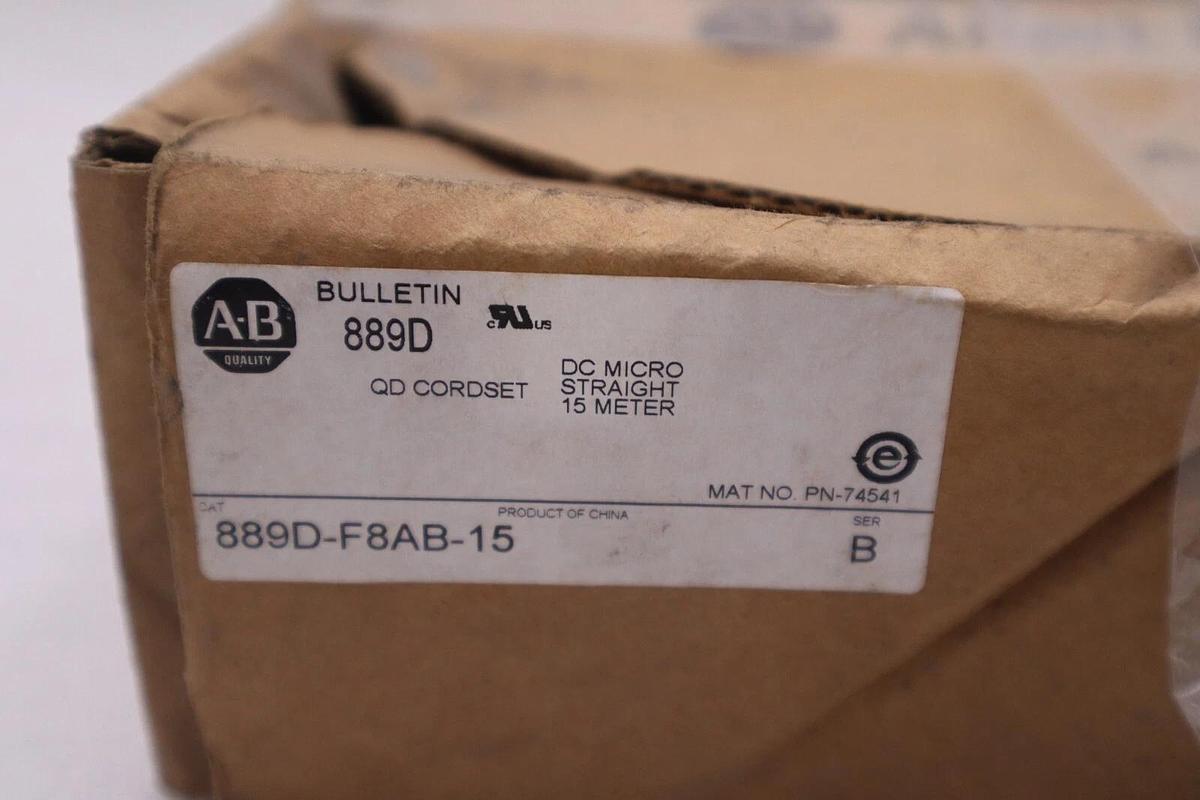 A-B
QUALITY
BULLETIN
889D
c RU US
QD CORDSET
DC MICRO
STRAIGHT
15 METER
e
MAT NO. PN-74541
CAT
PRODUCT OF CHINA
SER
889D-F8AB-15
B